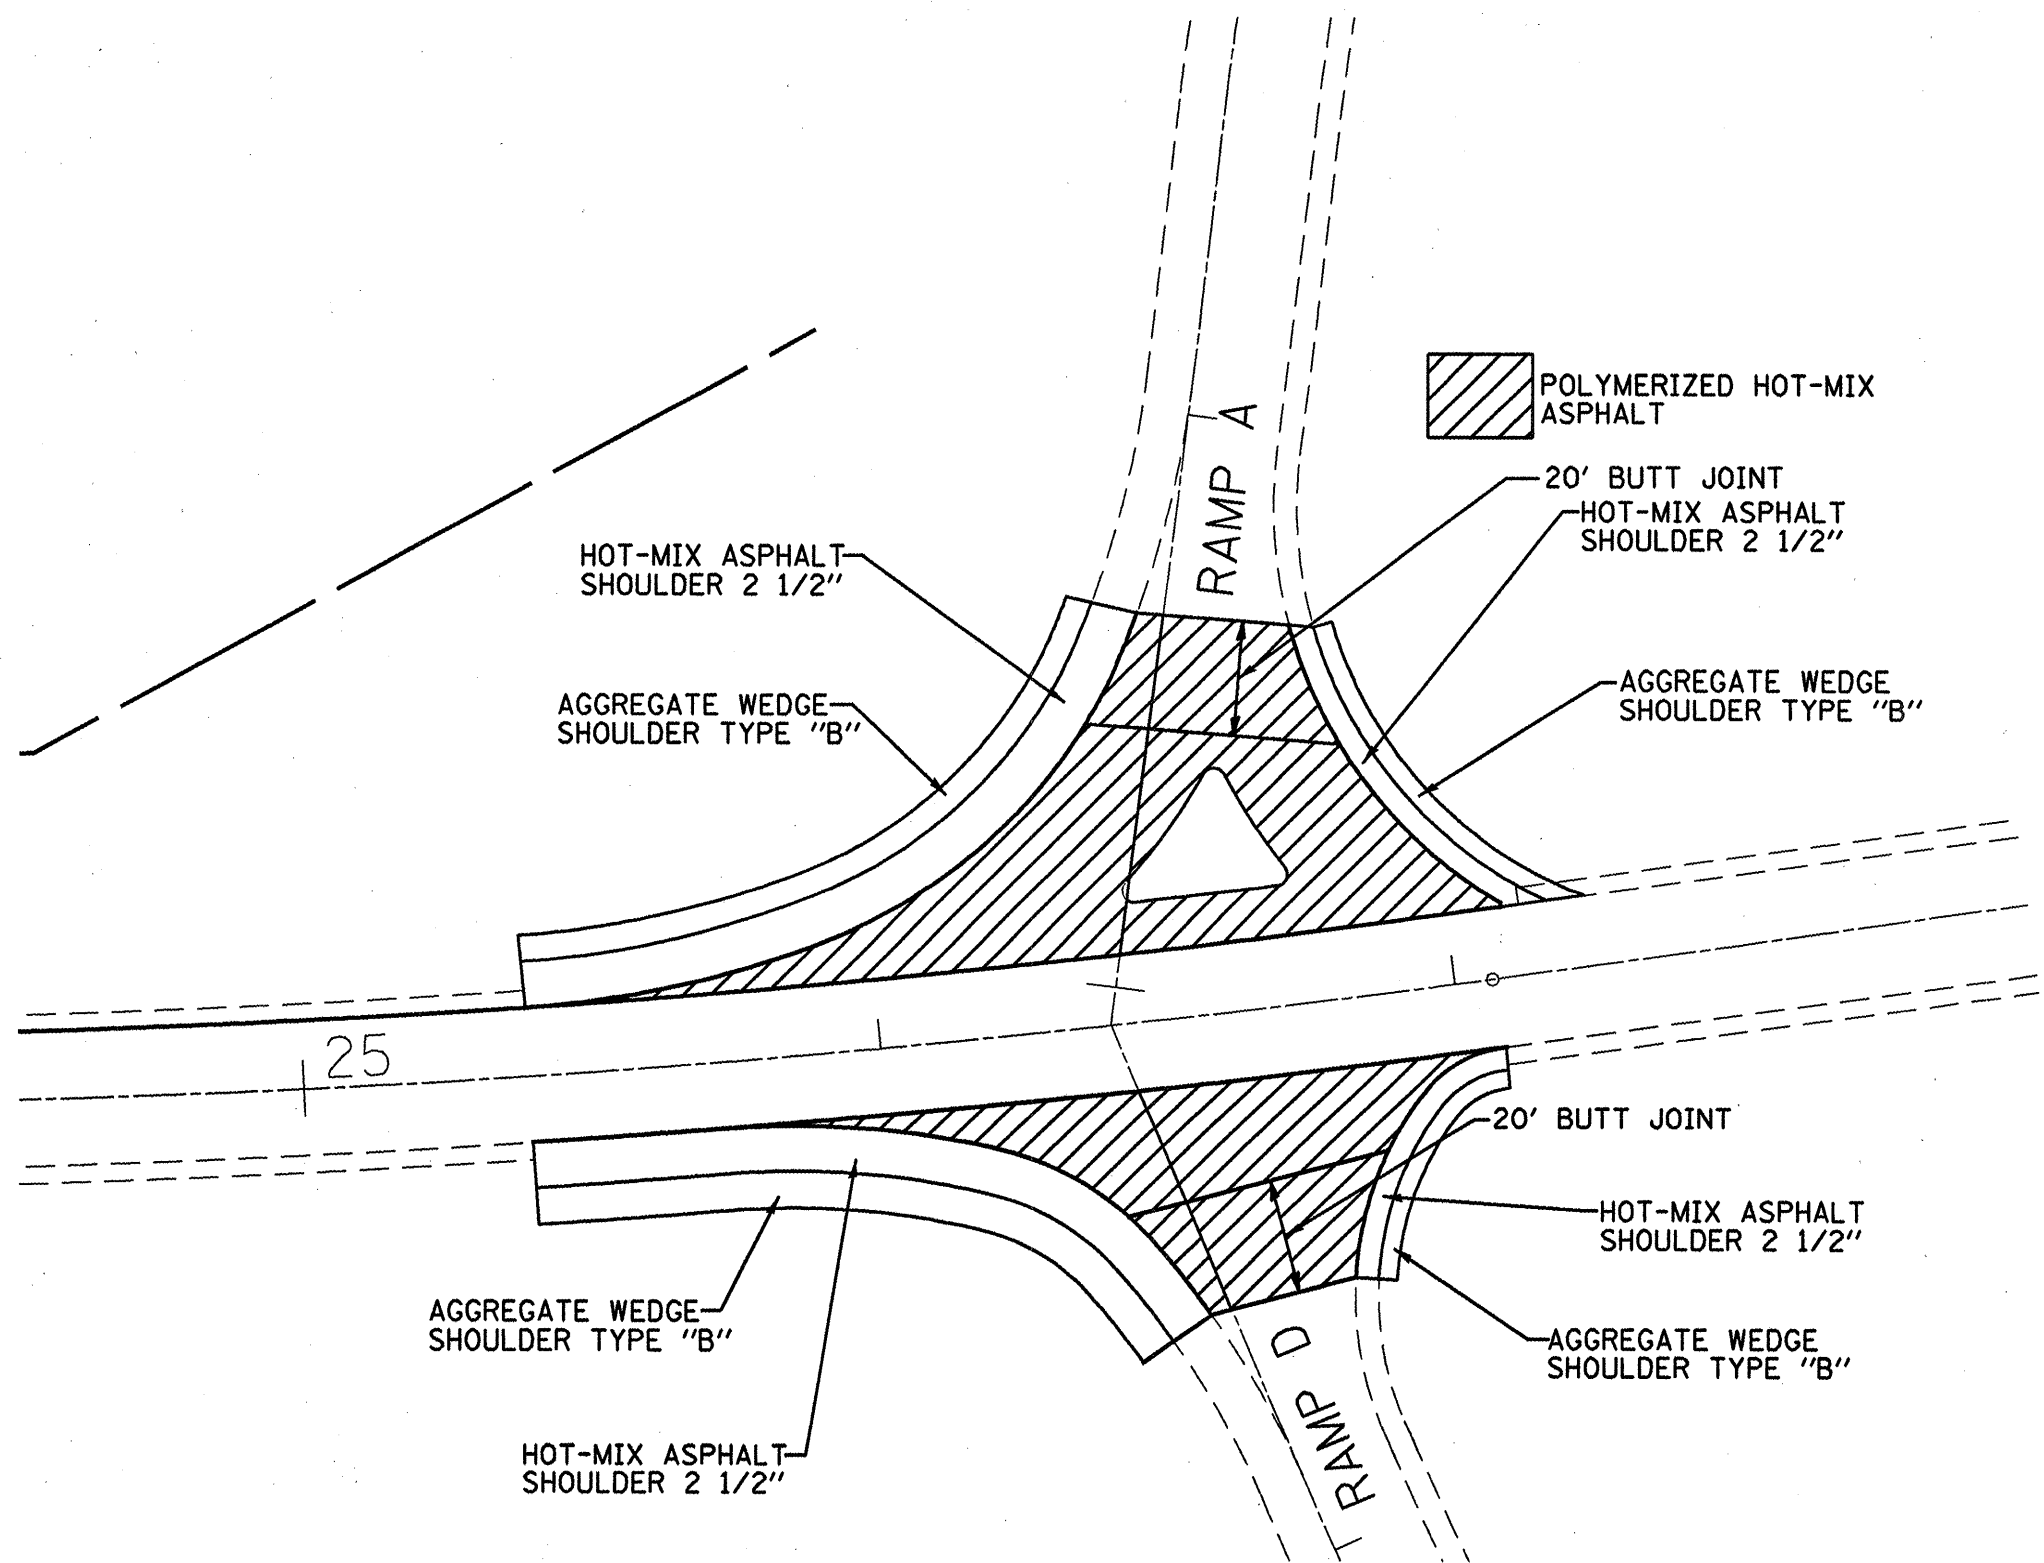 RAMP A
POLYMERIZED HOT-MIX
ASPHALT
20' BUTT JOINT
HOT-MIX ASPHALT
SHOULDER 2 1/2"
HOT-MIX ASPHALT
SHOULDER 2 1/2"
AGGREGATE WEDGE
SHOULDER TYPE "B"
AGGREGATE WEDGE
SHOULDER TYPE "B"
25
20' BUTT JOINT
HOT-MIX ASPHALT
SHOULDER 2 1/2"
AGGREGATE WEDGE
SHOULDER TYPE "B"
AGGREGATE WEDGE
SHOULDER TYPE "B"
RAMP D
HOT-MIX ASPHALT
SHOULDER 2 1/2"